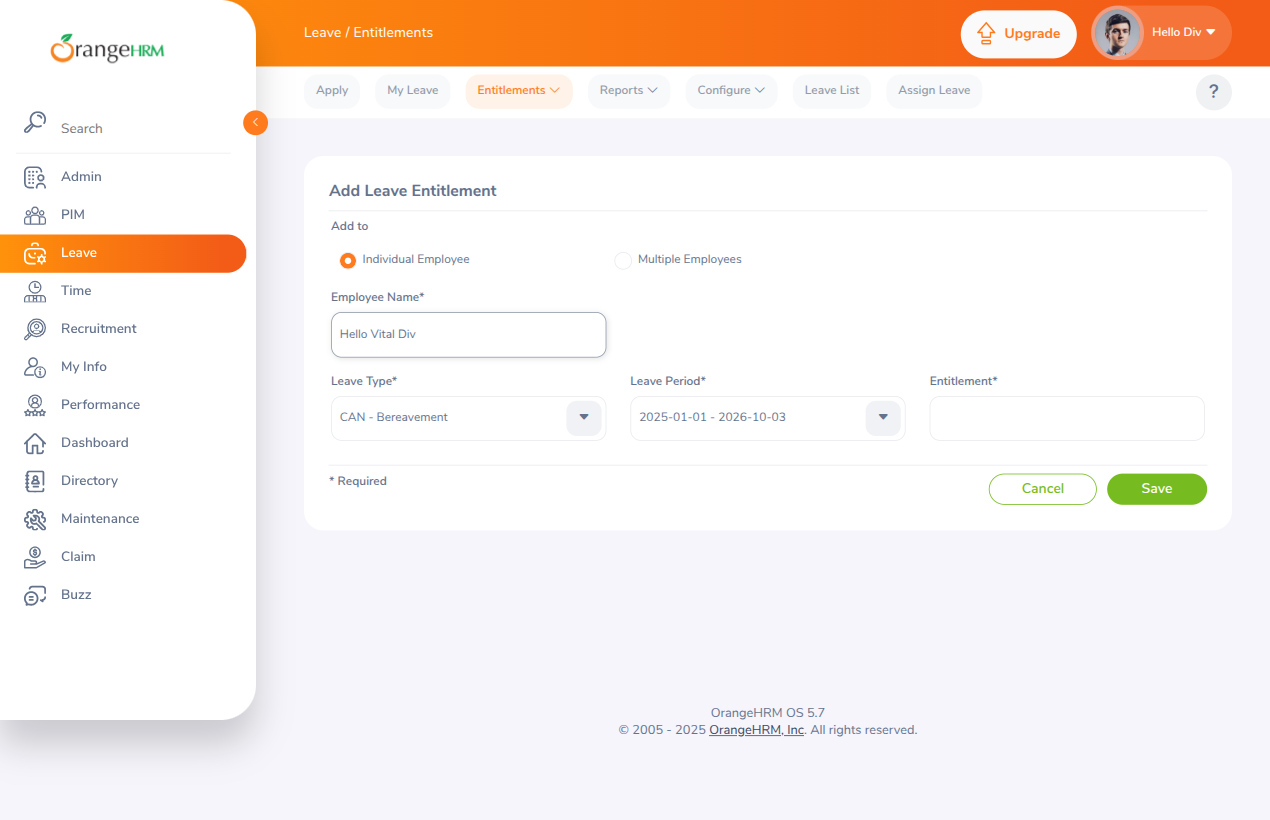 OrangeHRM
Leave / Entitlements
Upgrade
Hello Div
Apply
My Leave
Entitlements
Reports
Configure
Leave List
Assign Leave
?
Search
Admin
PIM
Leave
Time
Recruitment
My Info
Performance
Dashboard
Directory
Maintenance
Claim
Buzz
Add Leave Entitlement
Add to
Individual Employee
Multiple Employees
Employee Name*
Hello Vital Div
Leave Type*
Leave Period*
Entitlement*
CAN - Bereavement
2025-01-01 - 2026-10-03
* Required
Cancel
Save
OrangeHRM OS 5.7
© 2005 - 2025 OrangeHRM, Inc. All rights reserved.